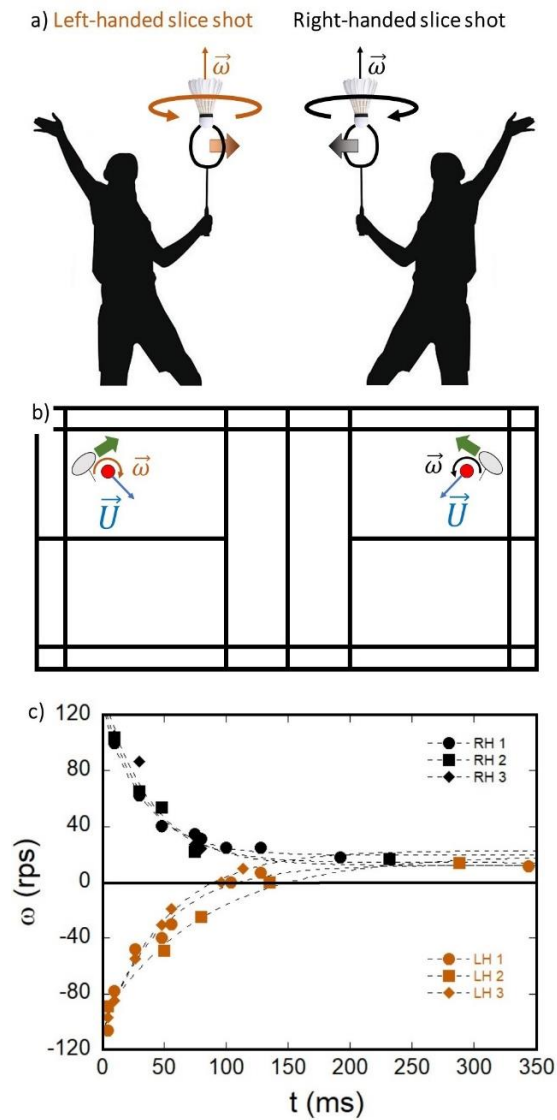 a) Left-handed slice shot
Right-handed slice shot
ω⃗
ω⃗
b)
ω⃗
U⃗
ω⃗
U⃗
c)
120
80
40
0
-40
-80
-120
ω (rps)
RH 1
RH 2
RH 3
LH 1
LH 2
LH 3
0 50 100 150 200 250 300 350
t (ms)